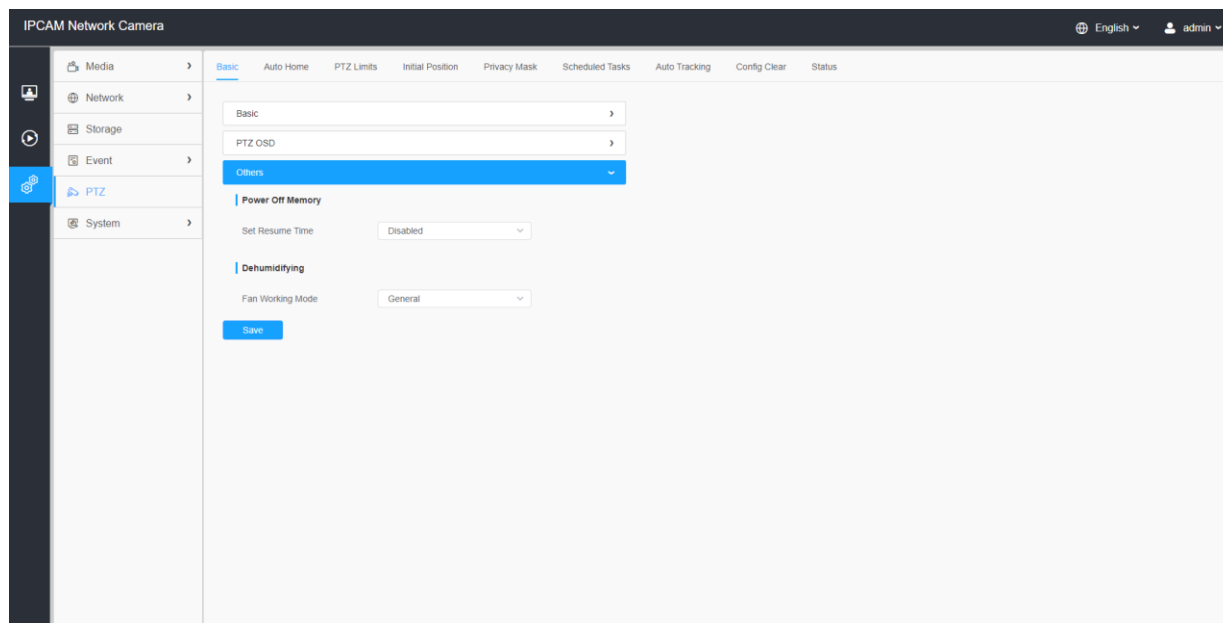 IPCAM Network Camera
English
admin
Media
Network
Storage
Event
PTZ
System
Basic Auto Home PTZ Limits Initial Position Privacy Mask Scheduled Tasks Auto Tracking Config Clear Status
Basic
PTZ OSD
Others
Power Off Memory
Set Resume Time Disabled
Dehumidifying
Fan Working Mode General
Save